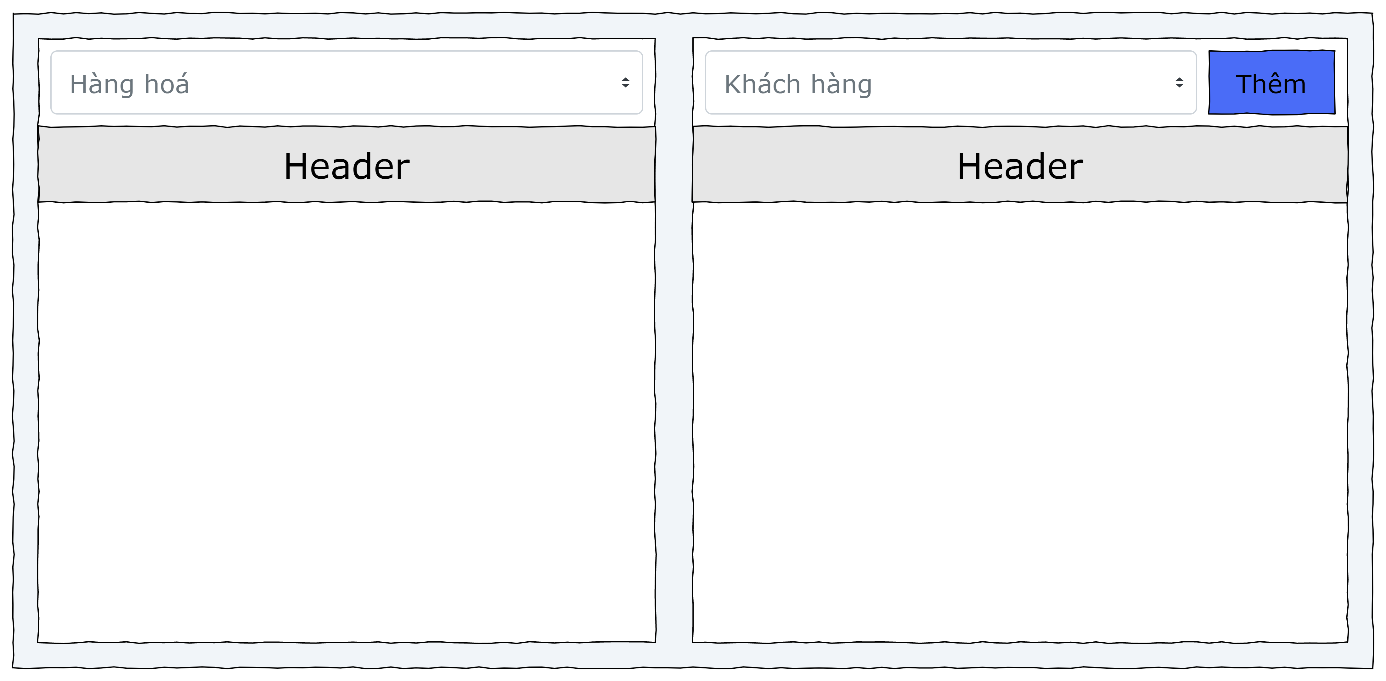 Hàng hoá
Khách hàng
Thêm
Header
Header